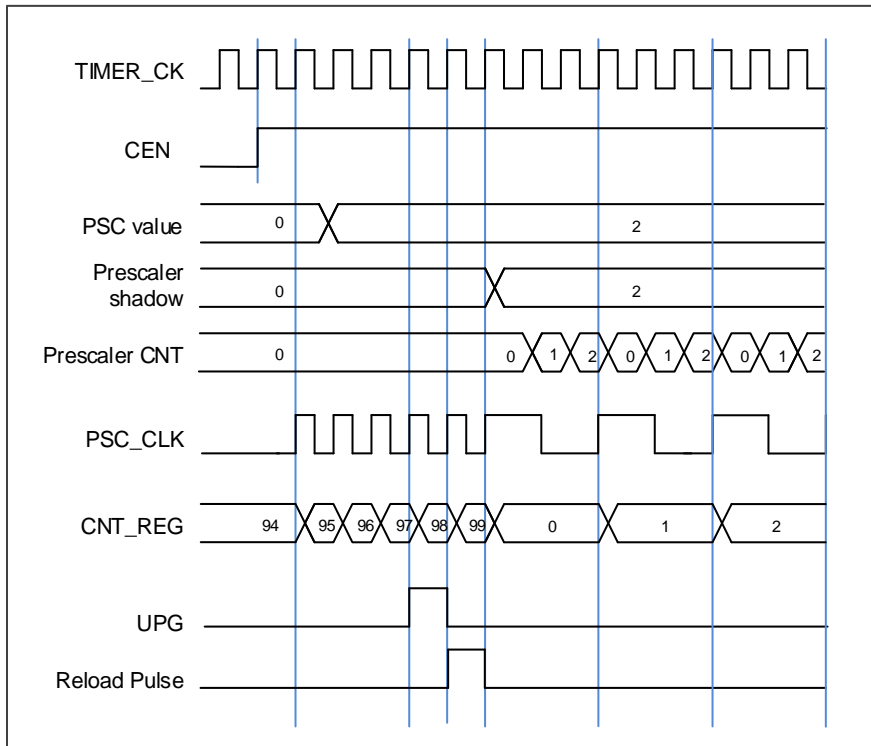 TIMER_CK
CEN
PSC value 0 2
Prescaler
shadow 0 2
Prescaler CNT 0 0 1 2 0 1 2 0 1 2
PSC_CLK
CNT_REG 94 95 96 97 98 99 0 1 2
UPG
Reload Pulse